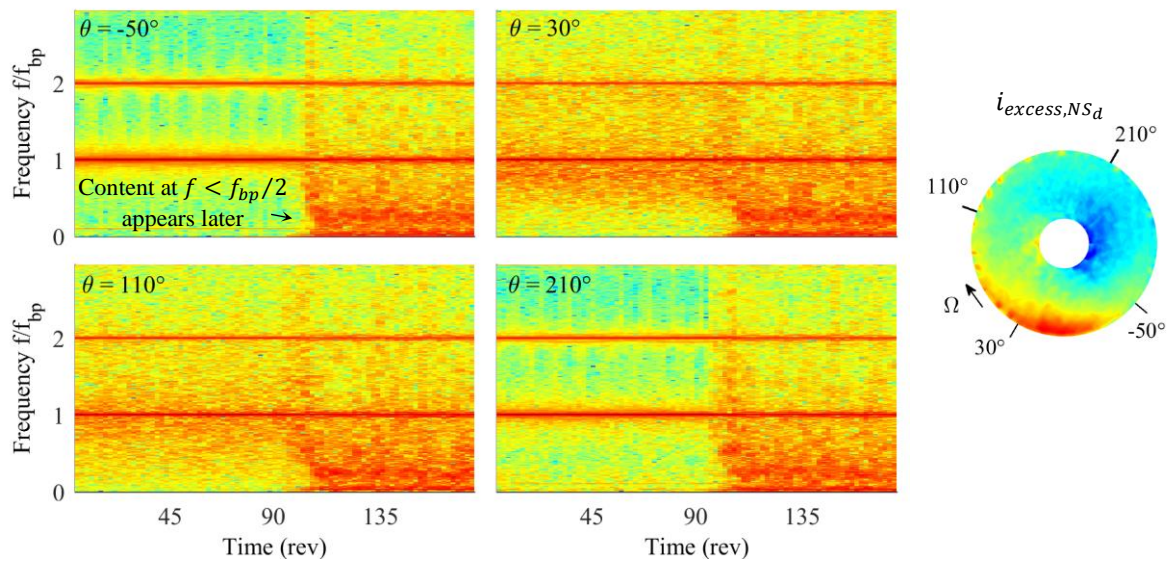 θ = -50°
θ = 30°
Frequency f/f_bp
2
1
0
Content at f < f_bp/2
appears later
i_excess,NS_d
210°
110°
Ω
30°
-50°
θ = 110°
θ = 210°
Frequency f/f_bp
2
1
0
45
90
135
45
90
135
Time (rev)
Time (rev)